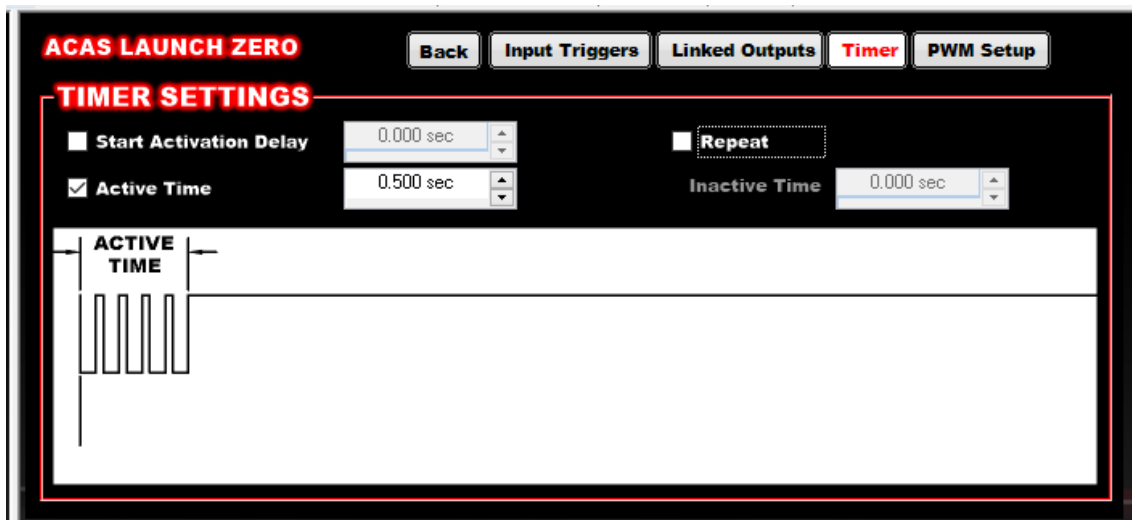 ACAS LAUNCH ZERO
Back
Input Triggers
Linked Outputs
Timer
PWM Setup
TIMER SETTINGS
Start Activation Delay
0.000 sec
Repeat
Active Time
0.500 sec
Inactive Time
0.000 sec
ACTIVE
TIME